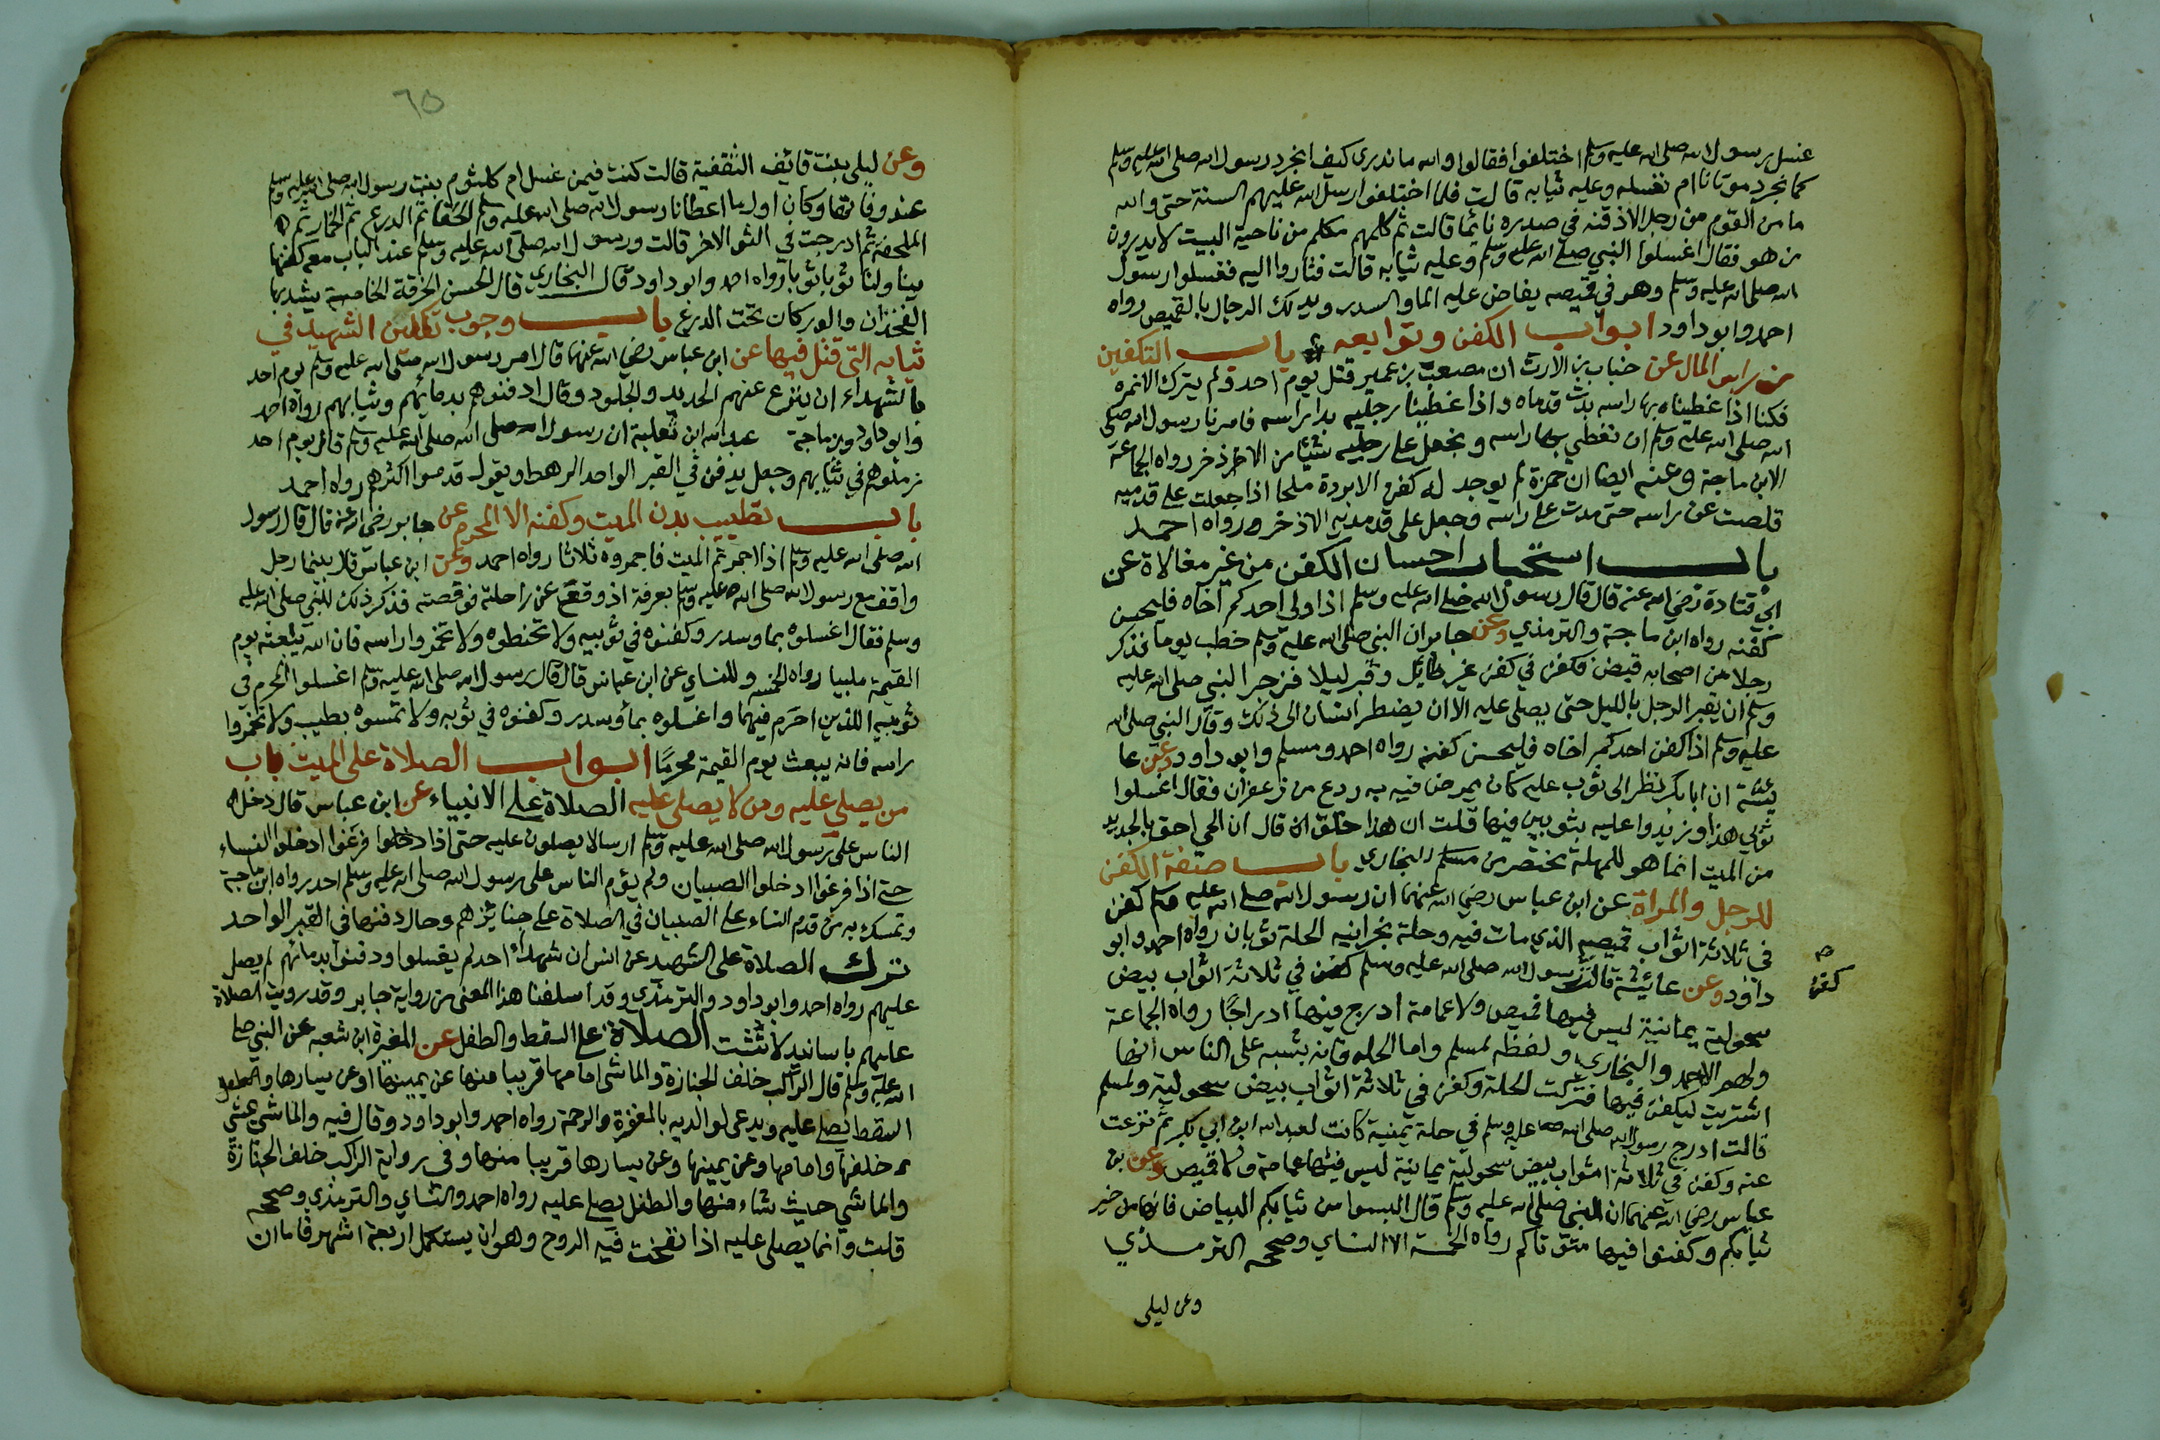 غسل رسول الله صلى الله عليه وسلم اختلفوا فقالوا والله ما ندرى كيف انجرد رسول الله صلى الله عليه وسلم
كما نجرد موتانا ام نغسله وعليه ثيابه قالت فلما اختلفوا ارسل الله عليهم السنة حتى والله
ما من القوم من رجل الا ذقنه في صدره نائما قالت ثم كلمهم مكلم من ناحية البيت لا يدرون
من هو فقال اغسلوا النبي صلى الله عليه وسلم وعليه ثيابه قالت فثاروا اليه فغسلوا رسول
الله صلى الله عليه وسلم وهو في قميصه يفاض عليه الما والسدر ويدلك الرجال بالقميص رواه
احمد وابو داود ابواب الكفن وتوابعه باب التكفين
من راس المال عن خباب بن الارت ان مصعب بن عمير قتل يوم احد ولم يترك الا نمرة
فكنا اذا غطينا بها راسه بدت قدماه واذا غطينا رجليه بدا راسه فامرنا رسول الله صلى
الله صلى الله عليه وسلم ان نغطي بها راسه ونجعل على رجليه شيئا من الاذخر رواه الجماعة
الا بن ماجة وعنه ايضا ان حمزة لم يوجد له كفن الا بردة ملحا اذا جعلت على قدميه
قلصت عن راسه حتى مدت على راسه وجعل على قدميه الاذخر رواه احمد
باب استحباب احسان الكفن من غير مغالاة عن
ابي قتادة رضي الله عنه قال قال رسول الله صلى الله عليه وسلم اذا ولي احدكم اخاه فليحسن
كفنه رواه ابن ماجة والترمذي وعن جابر ان النبي صلى الله عليه وسلم خطب يوما فذكر
رجلا من اصحابه قبض فكفن في كفن غير طايل وقبر ليلا فزجر النبي صلى الله عليه
وسلم ان يقبر الرجل بالليل حتى يصلى عليه الا ان يضطر انسان الى ذلك وقال النبي صلى الله
عليه وسلم اذا كفن احدكم اخاه فليحسن كفنه رواه احمد ومسلم وابو داود وعن عا
يشة ان ابا بكر نظر الى ثوب عليه كان يمرض فيه به ردع من زعفران فقال اغسلوا
ثوبي هذا وزيدوا عليه بثوبين فيها قلت ان هذا خلق قال ان الحي احق بالجديد
من الميت انما هو للمهلة مختصر من مسلم البخاري باب صفة الكفن
للرجل والمراة عن ابن عباس رضي الله عنهما ان رسول الله صلى الله عليه وسلم كفن
في ثلاثة اثواب قميصه الذي مات فيه وحلة نجرانيه الحلة ثوبان رواه احمد وابو
داود وعن عائشة قالت رسول الله صلى الله عليه وسلم كفن في ثلاثة اثواب بيض
كفن
سحولية يمانية ليس فيها قميص ولا عمامة ادرج فيها ادراجا رواه الجماعة
ولهم الا احمد والبخاري ولفظه لمسلم واما الحله فانه بشبه على الناس انها
اشتريت ليكفن فيها فتركت الحلة وكفن في ثلاثة اثواب بيض سحولية ولمسلم
قالت ادرج رسول الله صلى الله عليه وسلم في حلة يمنية كانت لعبد الله ابن ابي بكر ثم نزعت
عنه وكفن في ثلاثة اثواب بيض سحولية يمانية ليس فيها عمامة ولا قميص وعن بن
عباس رضي الله عنهما ان النبي صلى الله عليه وسلم قال البسوا من ثيابكم البياض فانها من خير
ثيابكم وكفنوا فيها موتاكم رواه الخمسة الا النساي وصححه الترمذي
وعن ليلى
٦٥
وعن ليلى بنت قائف الثقفية قالت كنت فيمن غسل ام كلثوم بنت رسول الله صلى الله عليه وسلم
عند وفاتها وكان اول ما اعطانا رسول الله صلى الله عليه وسلم الحقا ثم الدرع ثم الخمار ثم
الملحفة ثم ادرجت في الثوب الاخر قالت ورسول الله صلى الله عليه وسلم عند الباب معه كفنها
يناولنا ثوبا ثوبا رواه احمد وابو داود قال البخاري قال الحسن الخرقة الخامسة يشد بها
الفخذان والوركان تحت الدرع باب وجوب تكفين الشهيد في
ثيابه التى قتل فيها عن ابن عباس رضي الله عنهما قال امر رسول الله صلى الله عليه وسلم يوم احد
بالشهداء ان ينزع عنهم الحديد والجلود وقال ادفنوهم بدمائهم وثيابهم رواه احمد
وابو داود وبن ماجة عبد الله ابن ثعلبة ان رسول الله صلى الله صلى الله عليه وسلم قال يوم احد
زملوهم في ثيابهم وجعل يدفن في القبر الواحد الرهط ويقول قدموا اكثرهم رواه احمد
باب تطييب بدن الميت وكفنه الا المحرم عن جابر رضي الله عنه قال قال رسول
الله صلى الله عليه وسلم اذا اجمرتم الميت فاجمروه ثلاثا رواه احمد وعن ابن عباس قال بينما رجل
واقف مع رسول الله صلى الله عليه وسلم بعرفة اذ وقع عن راحلته فوقصته فذكر ذلك للنبي صلى الله عليه
وسلم فقال اغسلوه بما وسدر وكفنوه في ثوبيه ولا تحنطوه ولا تخمروا راسه فان الله يبعثه يوم
القيمة ملبيا رواه الخمسه وللنساي عن ابن عباس قال قال رسول الله صلى الله عليه وسلم اغسلوا المحرم في
ثوبيه اللذين احرم فيهما واغسلوه بماء وسدر وكفنوه في ثوبه ولا تمسوه بطيب ولا تخمروا
راسه فانه يبعث يوم القيمة محرما ابواب الصلاة على الميت باب
من يصلى عليه ومن لا يصلى عليه الصلاة على الانبياء عن ابن عباس قال دخل
الناس على رسول الله صلى الله عليه وسلم ارسالا يصلون عليه حتى اذا دخلوا فرغوا ادخلوا النساء
حتى اذا فرغوا ادخلوا الصبيان ولم يؤم الناس على رسول الله صلى الله عليه وسلم احد رواه ابن ماجة
وتمسك به من قدم النساء على الصبيان في الصلاة على جنايزهم وحال دفنها في القبر الواحد
ترك الصلاة على الشهيد عن انس ان شهداء احد لم يغسلوا ودفنوا بدمائهم لم يصل
عليهم رواه احمد وابو داود والترمذي وقد اسلفنا هذا المعنى من رواية جابر وقد رويت الصلاة
عليهم باسانيد لا تثبت الصلاة على السقط والطفل عن المغيرة ابن شعبه عن النبي صلى
الله عليه وسلم قال الراكب خلف الجنازة والماشى امامها قريبا منها عن يمينها او عن يسارها والطفل
السقط يصلى عليه ويدعى لوالديه بالمغفرة والرحمة رواه احمد وابو داود وقال فيه والماشي يمشي
خلفها وامامها وعن يمينها وعن يسارها قريبا منها وفي رواية الراكب خلف الجنازة
والماشي حيث شاء منها والطفل يصلى عليه رواه احمد والنساي والترمذي وصححه
قلت وانما يصلى عليه اذا نفخت فيه الروح وهو ان يستكمل اربعة اشهر فاما ان